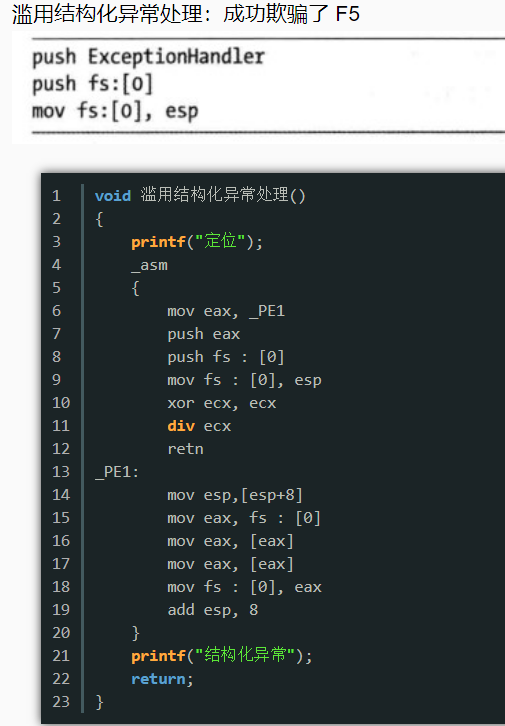 滥用结构化异常处理：成功欺骗了 F5
push ExceptionHandler
push fs:[0]
mov fs:[0], esp
1 void 滥用结构化异常处理()
2 {
3 printf("定位");
4 _asm
5 {
6 mov eax, _PE1
7 push eax
8 push fs : [0]
9 mov fs : [0], esp
10 xor ecx, ecx
11 div ecx
12 retn
13 _PE1:
14 mov esp,[esp+8]
15 mov eax, fs : [0]
16 mov eax, [eax]
17 mov eax, [eax]
18 mov fs : [0], eax
19 add esp, 8
20 }
21 printf("结构化异常");
22 return;
23 }